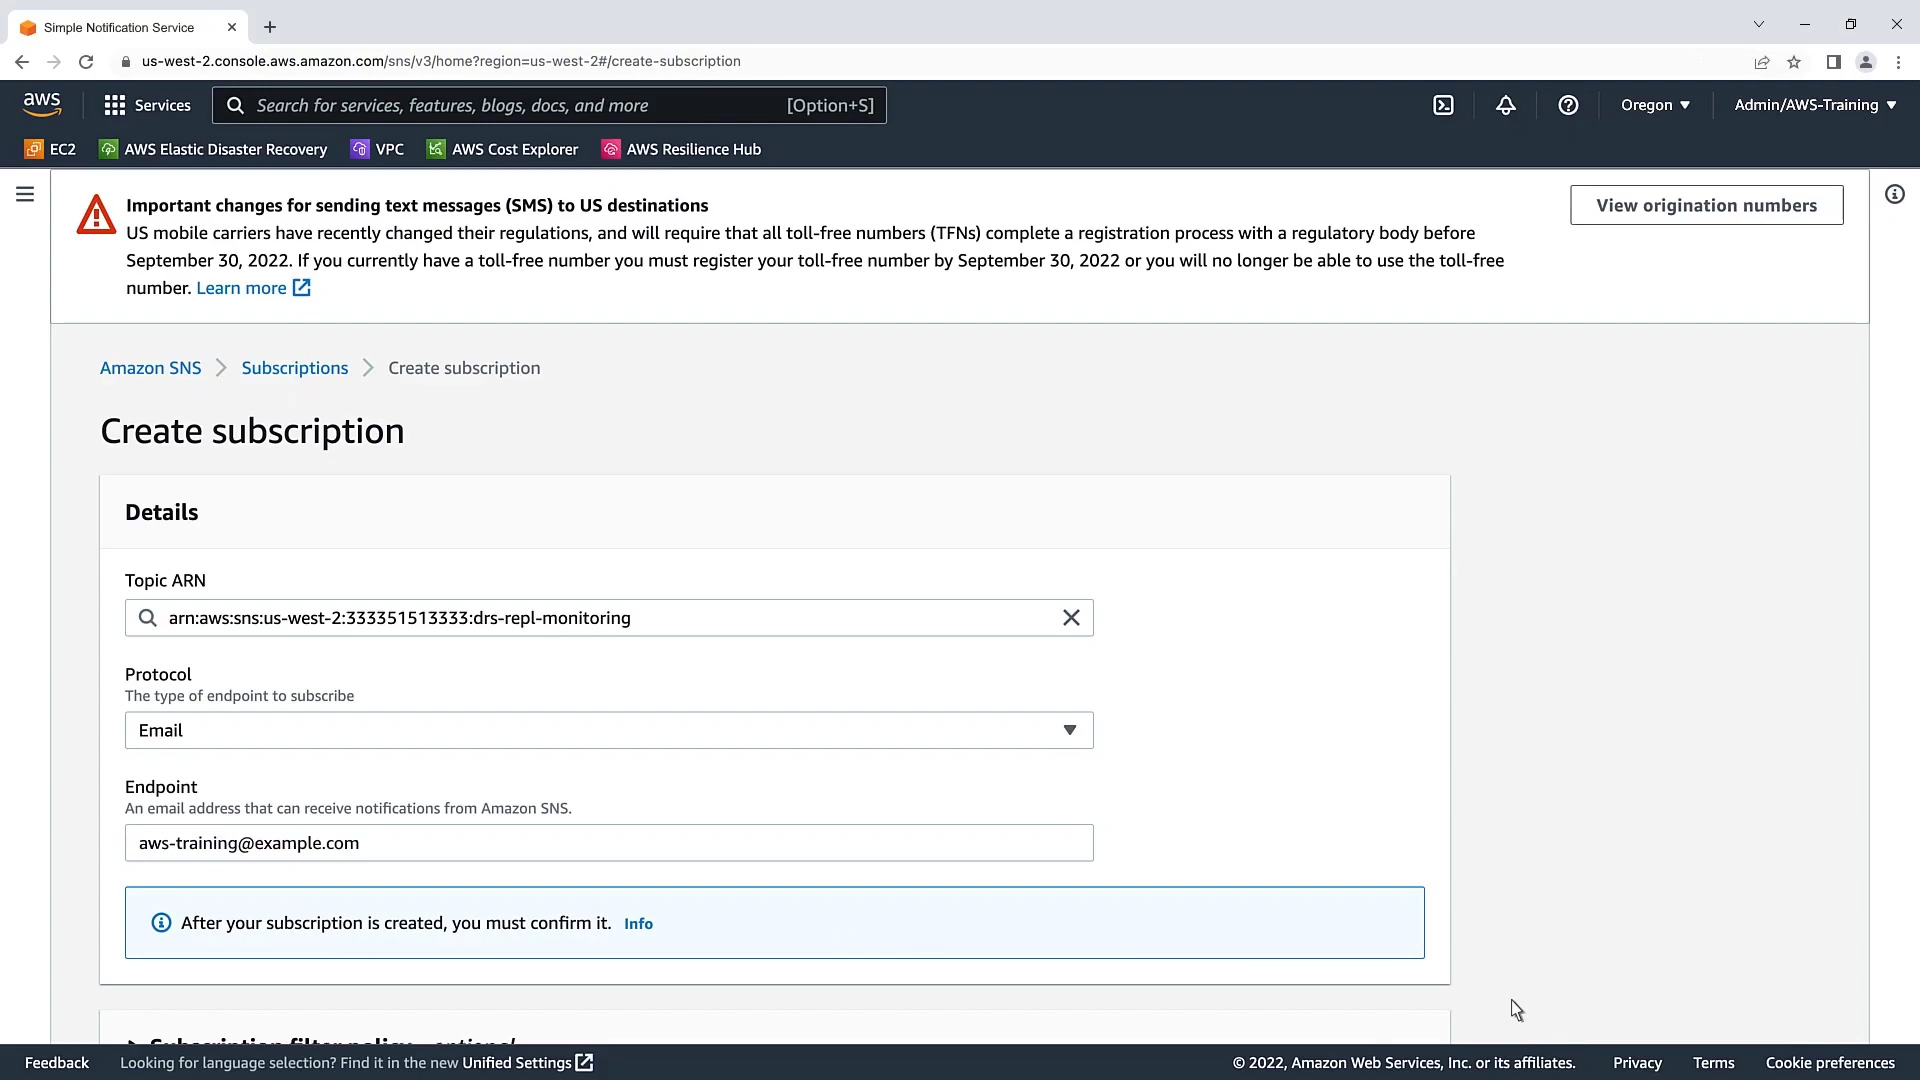 Simple Notification Service
us-west-2.console.aws.amazon.com/sns/v3/home?region=us-west-2#/create-subscription
aws
Services
Search for services, features, blogs, docs, and more
[Option+S]
Oregon
Admin/AWS-Training
EC2
AWS Elastic Disaster Recovery
VPC
AWS Cost Explorer
AWS Resilience Hub
Important changes for sending text messages (SMS) to US destinations
View origination numbers
US mobile carriers have recently changed their regulations, and will require that all toll-free numbers (TFNs) complete a registration process with a regulatory body before
September 30, 2022. If you currently have a toll-free number you must register your toll-free number by September 30, 2022 or you will no longer be able to use the toll-free
number. Learn more
Amazon SNS
Subscriptions
Create subscription
Create subscription
Details
Topic ARN
arn:aws:sns:us-west-2:333351513333:drs-repl-monitoring
Protocol
The type of endpoint to subscribe
Email
Endpoint
An email address that can receive notifications from Amazon SNS.
aws-training@example.com
After your subscription is created, you must confirm it. Info
Subscription filter policy - optional
Feedback
Looking for language selection? Find it in the new Unified Settings
© 2022, Amazon Web Services, Inc. or its affiliates.
Privacy
Terms
Cookie preferences